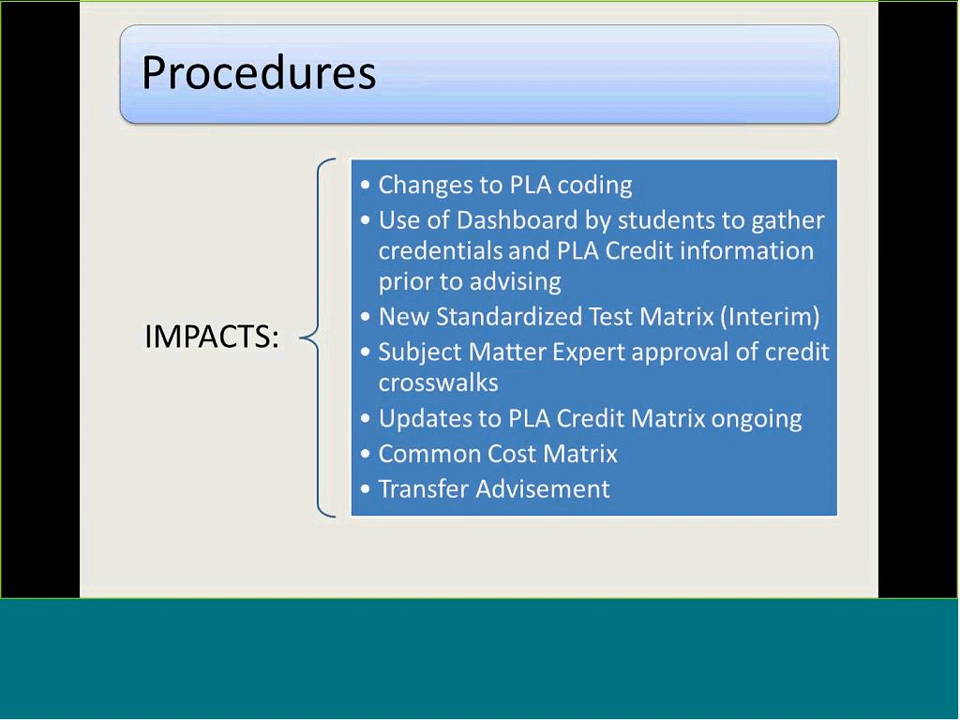 Procedures
IMPACTS:
• Changes to PLA coding
• Use of Dashboard by students to gather
credentials and PLA Credit information
prior to advising
• New Standardized Test Matrix (Interim)
• Subject Matter Expert approval of credit
crosswalks
• Updates to PLA Credit Matrix ongoing
• Common Cost Matrix
• Transfer Advisement